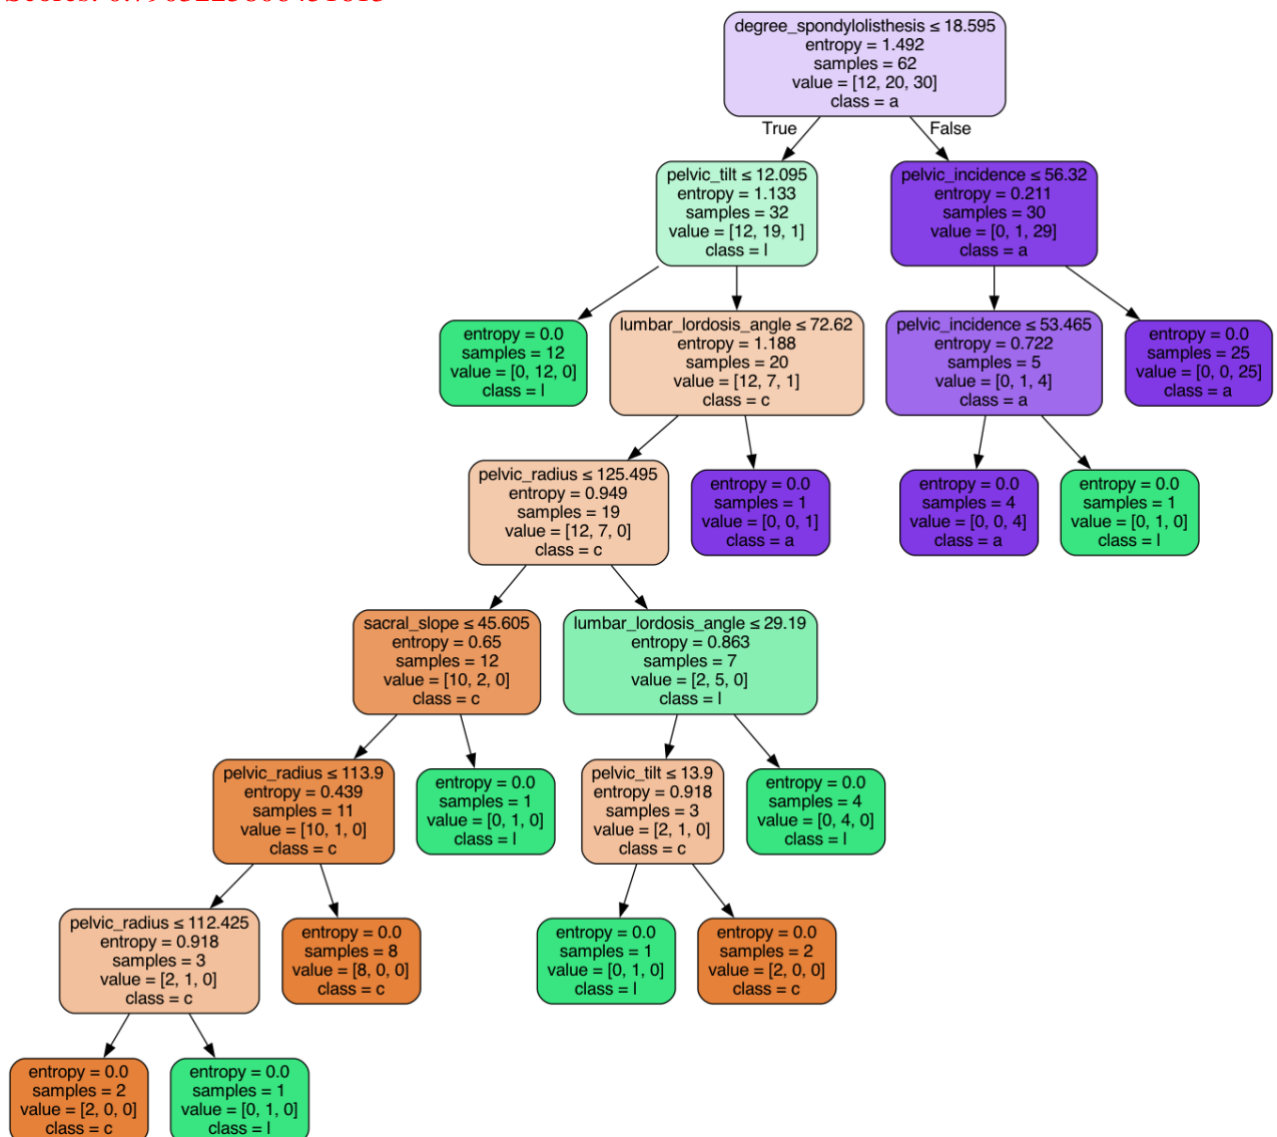 degree_spondylolisthesis ≤ 18.595
entropy = 1.492
samples = 62
value = [12, 20, 30]
class = a
True
False
pelvic_tilt ≤ 12.095
entropy = 1.133
samples = 32
value = [12, 19, 1]
class = l
pelvic_incidence ≤ 56.32
entropy = 0.211
samples = 30
value = [0, 1, 29]
class = a
entropy = 0.0
samples = 12
value = [0, 12, 0]
class = l
lumbar_lordosis_angle ≤ 72.62
entropy = 1.188
samples = 20
value = [12, 7, 1]
class = c
pelvic_incidence ≤ 53.465
entropy = 0.722
samples = 5
value = [0, 1, 4]
class = a
entropy = 0.0
samples = 25
value = [0, 0, 25]
class = a
pelvic_radius ≤ 125.495
entropy = 0.949
samples = 19
value = [12, 7, 0]
class = c
entropy = 0.0
samples = 1
value = [0, 0, 1]
class = a
entropy = 0.0
samples = 4
value = [0, 0, 4]
class = a
entropy = 0.0
samples = 1
value = [0, 1, 0]
class = l
sacral_slope ≤ 45.605
entropy = 0.65
samples = 12
value = [10, 2, 0]
class = c
lumbar_lordosis_angle ≤ 29.19
entropy = 0.863
samples = 7
value = [2, 5, 0]
class = l
pelvic_radius ≤ 113.9
entropy = 0.439
samples = 11
value = [10, 1, 0]
class = c
entropy = 0.0
samples = 1
value = [0, 1, 0]
class = l
pelvic_tilt ≤ 13.9
entropy = 0.918
samples = 3
value = [2, 1, 0]
class = c
entropy = 0.0
samples = 4
value = [0, 4, 0]
class = l
pelvic_radius ≤ 112.425
entropy = 0.918
samples = 3
value = [2, 1, 0]
class = c
entropy = 0.0
samples = 8
value = [8, 0, 0]
class = c
entropy = 0.0
samples = 1
value = [0, 1, 0]
class = l
entropy = 0.0
samples = 2
value = [2, 0, 0]
class = c
entropy = 0.0
samples = 2
value = [2, 0, 0]
class = c
entropy = 0.0
samples = 1
value = [0, 1, 0]
class = l